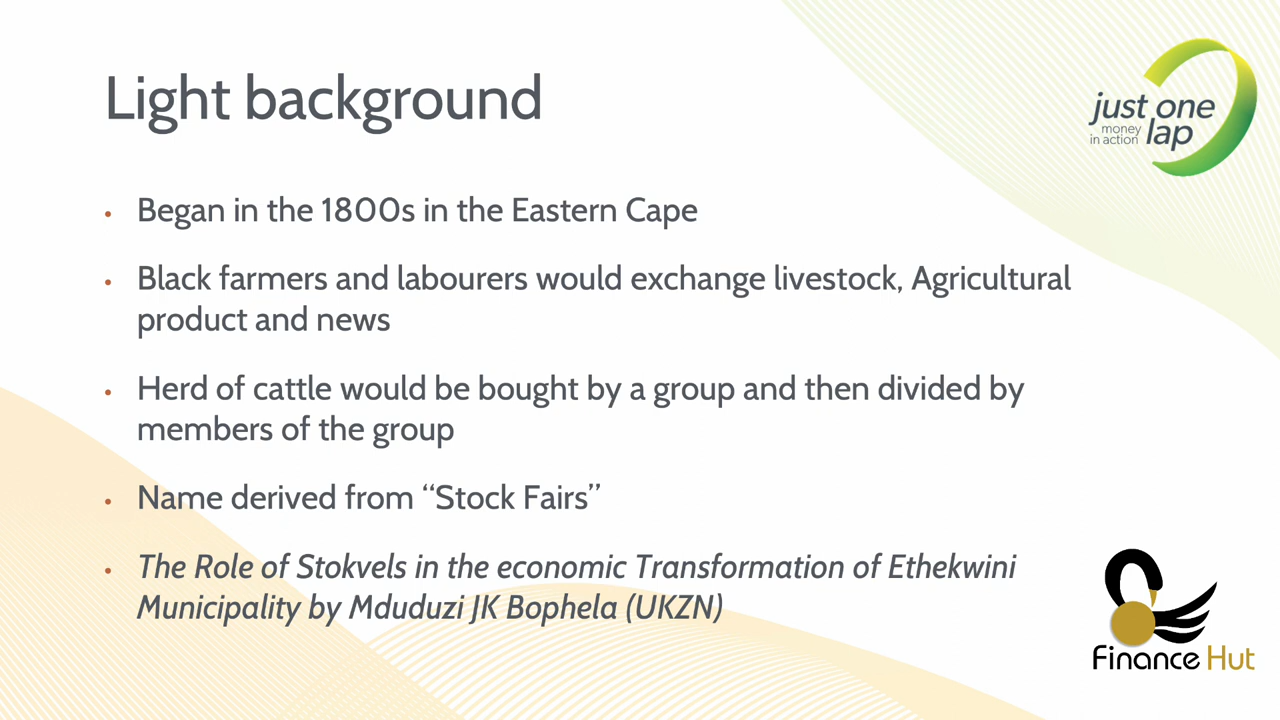 Light background
just one
money
in action lap
• Began in the 1800s in the Eastern Cape
• Black farmers and labourers would exchange livestock, Agricultural
product and news
• Herd of cattle would be bought by a group and then divided by
members of the group
• Name derived from “Stock Fairs”
• The Role of Stokvels in the economic Transformation of Ethekwini
Municipality by Mduduzi JK Bophela (UKZN)
Finance Hut